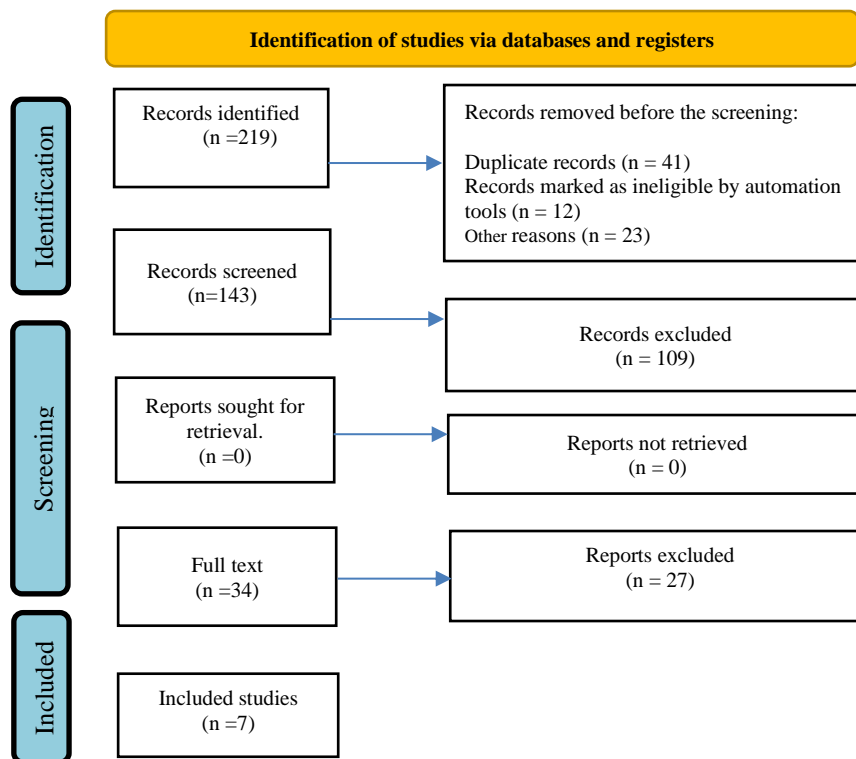 Identification of studies via databases and registers
Identification
Records identified
(n =219)
Records removed before the screening:
Duplicate records (n = 41)
Records marked as ineligible by automation
tools (n = 12)
Other reasons (n = 23)
Records screened
(n=143)
Records excluded
(n = 109)
Screening
Reports sought for
retrieval.
(n =0)
Reports not retrieved
(n = 0)
Full text
(n =34)
Reports excluded
(n = 27)
Included
Included studies
(n =7)